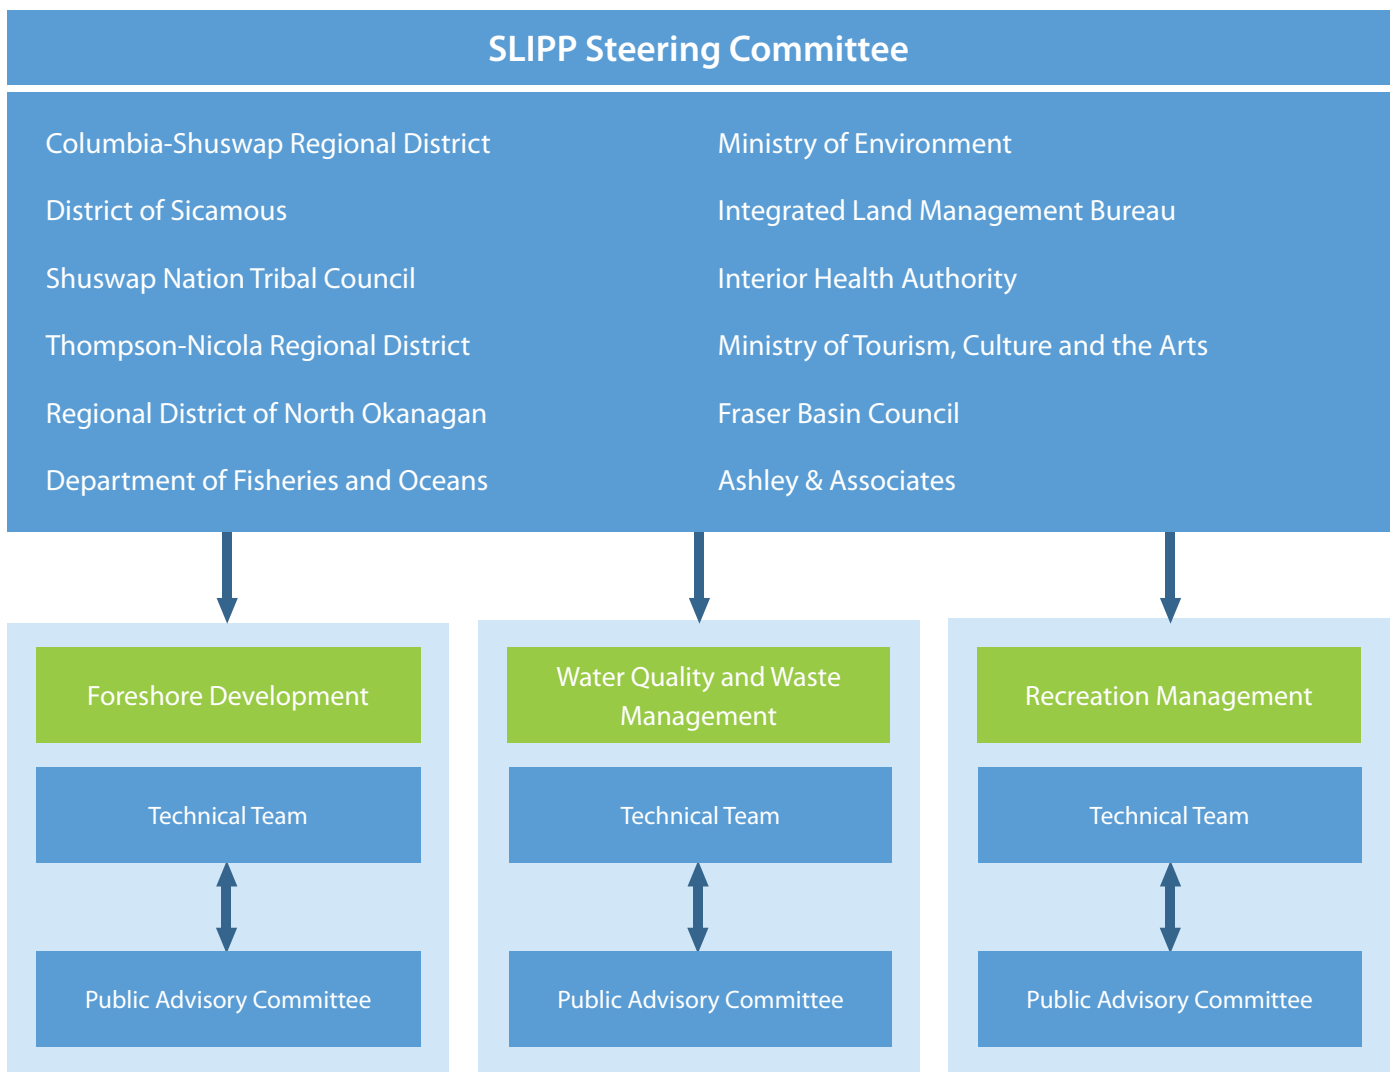 SLIPP Steering Committee
Columbia-Shuswap Regional District
District of Sicamous
Shuswap Nation Tribal Council
Thompson-Nicola Regional District
Regional District of North Okanagan
Department of Fisheries and Oceans
Ministry of Environment
Integrated Land Management Bureau
Interior Health Authority
Ministry of Tourism, Culture and the Arts
Fraser Basin Council
Ashley & Associates
Foreshore Development
Technical Team
Public Advisory Committee
Water Quality and Waste
Management
Technical Team
Public Advisory Committee
Recreation Management
Technical Team
Public Advisory Committee